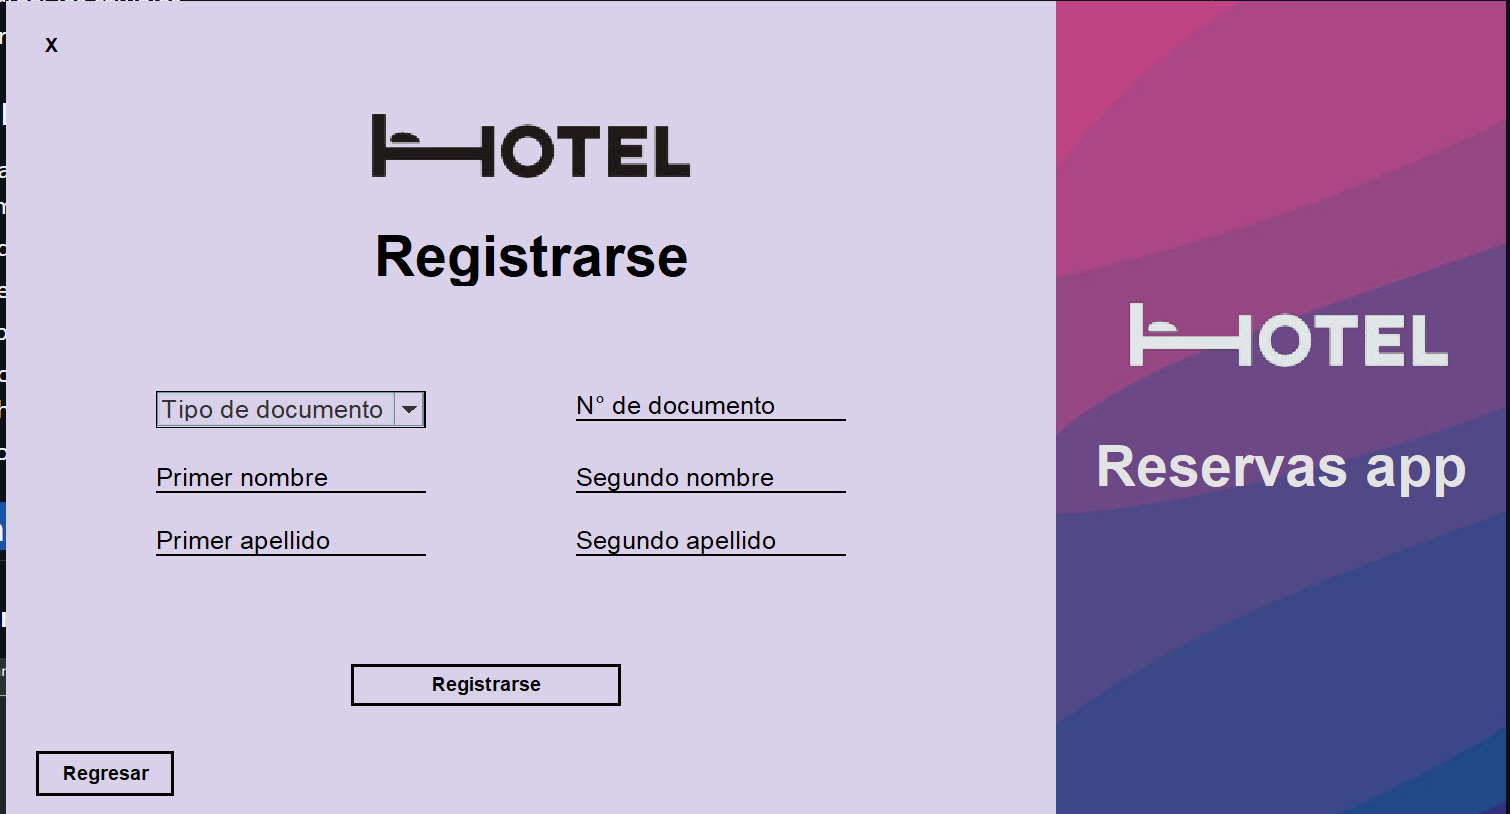 X
HOTEL
Registrarse
Tipo de documento
N° de documento
Primer nombre
Segundo nombre
Primer apellido
Segundo apellido
Registrarse
Regresar
HOTEL
Reservas app